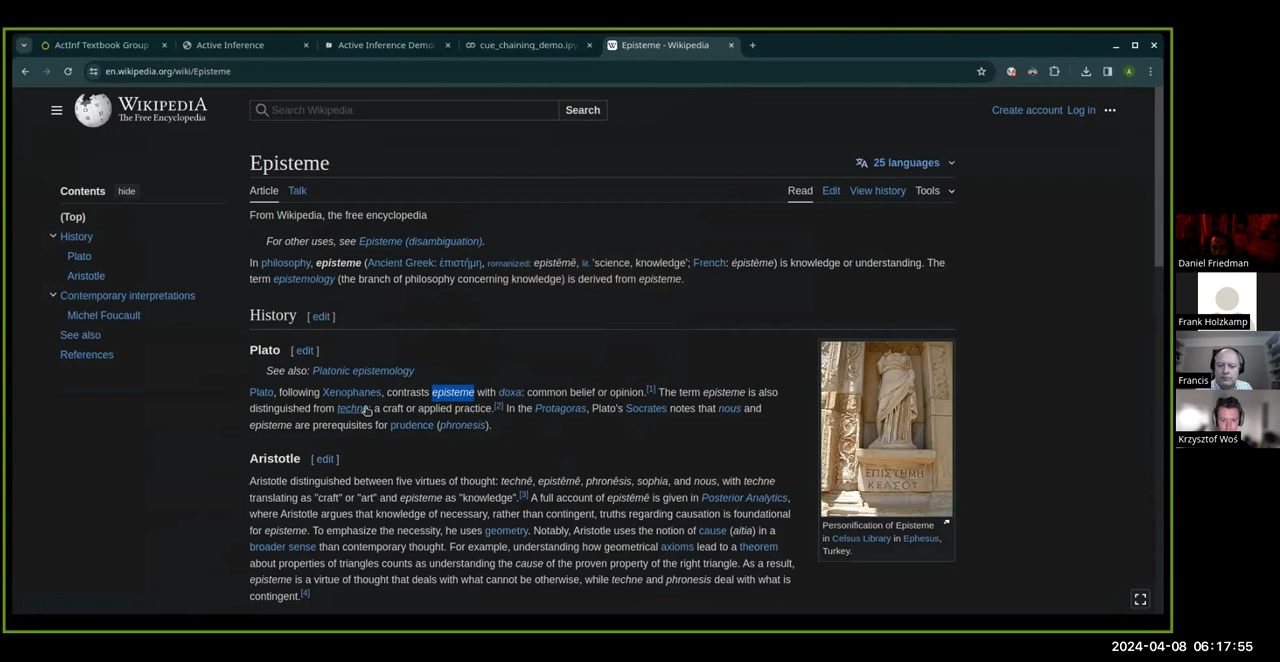 ActInf Textbook Group
Active Inference
Active Inference Demo
cue_chaining_demo.ipy
Episteme - Wikipedia
en.wikipedia.org/wiki/Episteme
A
WIKIPEDIA
The Free Encyclopedia
Search Wikipedia
Search
Create account Log in
Contents hide
(Top)
History
Plato
Aristotle
Contemporary interpretations
Michel Foucault
See also
References
Episteme
25 languages
Article Talk
Read Edit View history Tools
From Wikipedia, the free encyclopedia
For other uses, see Episteme (disambiguation).
In philosophy, episteme (Ancient Greek: ἐπιστήμη, romanized: epistēmē, lit. 'science, knowledge'; French: épistème) is knowledge or understanding. The
term epistemology (the branch of philosophy concerning knowledge) is derived from episteme.
History [ edit ]
Plato [ edit ]
See also: Platonic epistemology
Plato, following Xenophanes, contrasts episteme with doxa: common belief or opinion.[1] The term episteme is also
distinguished from techne, a craft or applied practice.[2] In the Protagoras, Plato's Socrates notes that nous and
episteme are prerequisites for prudence (phronesis).
Aristotle [ edit ]
Aristotle distinguished between five virtues of thought: technê, epistêmê, phronêsis, sophia, and nous, with techne
translating as "craft" or "art" and episteme as "knowledge".[3] A full account of epistêmê is given in Posterior Analytics,
where Aristotle argues that knowledge of necessary, rather than contingent, truths regarding causation is foundational
for episteme. To emphasize the necessity, he uses geometry. Notably, Aristotle uses the notion of cause (aitia) in a
broader sense than contemporary thought. For example, understanding how geometrical axioms lead to a theorem
about properties of triangles counts as understanding the cause of the proven property of the right triangle. As a result,
episteme is a virtue of thought that deals with what cannot be otherwise, while techne and phronesis deal with what is
contingent.[4]
ΕΠΙΣΤΗΜΗ
ΚΕΛΣΟΥ
Personification of Episteme
in Celsus Library in Ephesus,
Turkey.
Daniel Friedman
Frank Holzkamp
Francis
Krzysztof Woś
2024-04-08 06:17:55